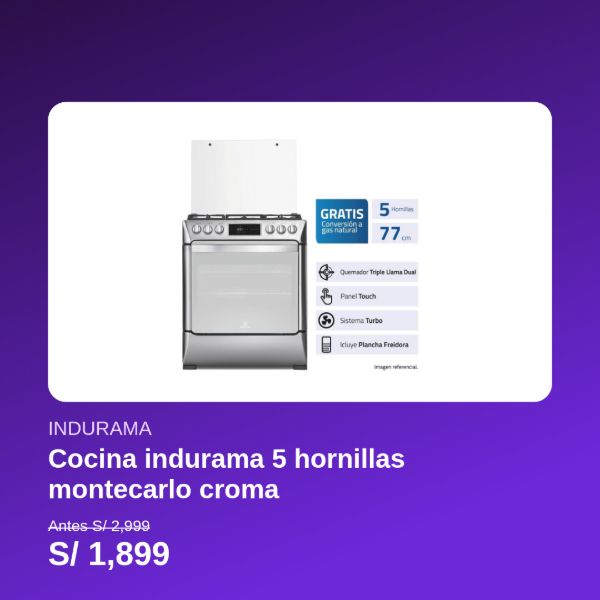 GRATIS
Conversión a
gas natural
5 Hornillas
77 cm
Quemador Triple Llama Dual
Panel Touch
Sistema Turbo
Icluye Plancha Freidora
Imagen referencial.
INDURAMA
Cocina indurama 5 hornillas
montecarlo croma
Antes S/ 2,999
S/ 1,899